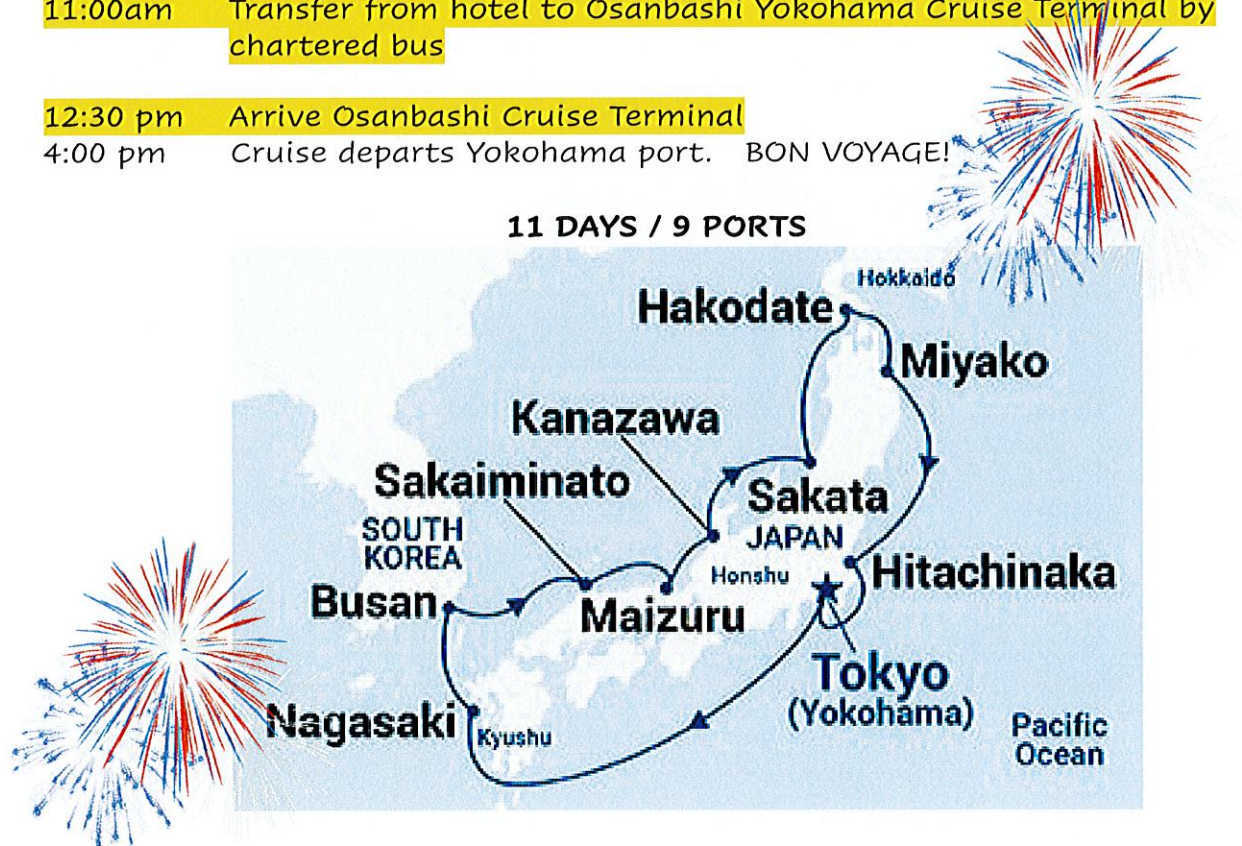 11:00am Transfer from hotel to Osanbashi Yokohama Cruise Terminal by
chartered bus
12:30 pm Arrive Osanbashi Cruise Terminal
4:00 pm Cruise departs Yokohama port. BON VOYAGE!
11 DAYS / 9 PORTS
Hokkaido
Hakodate
Miyako
Kanazawa
Sakaiminato
Sakata
SOUTH
KOREA
JAPAN
Honshu
Hitachinaka
Busan
Maizuru
Tokyo
(Yokohama)
Nagasaki
Kyushu
Pacific
Ocean